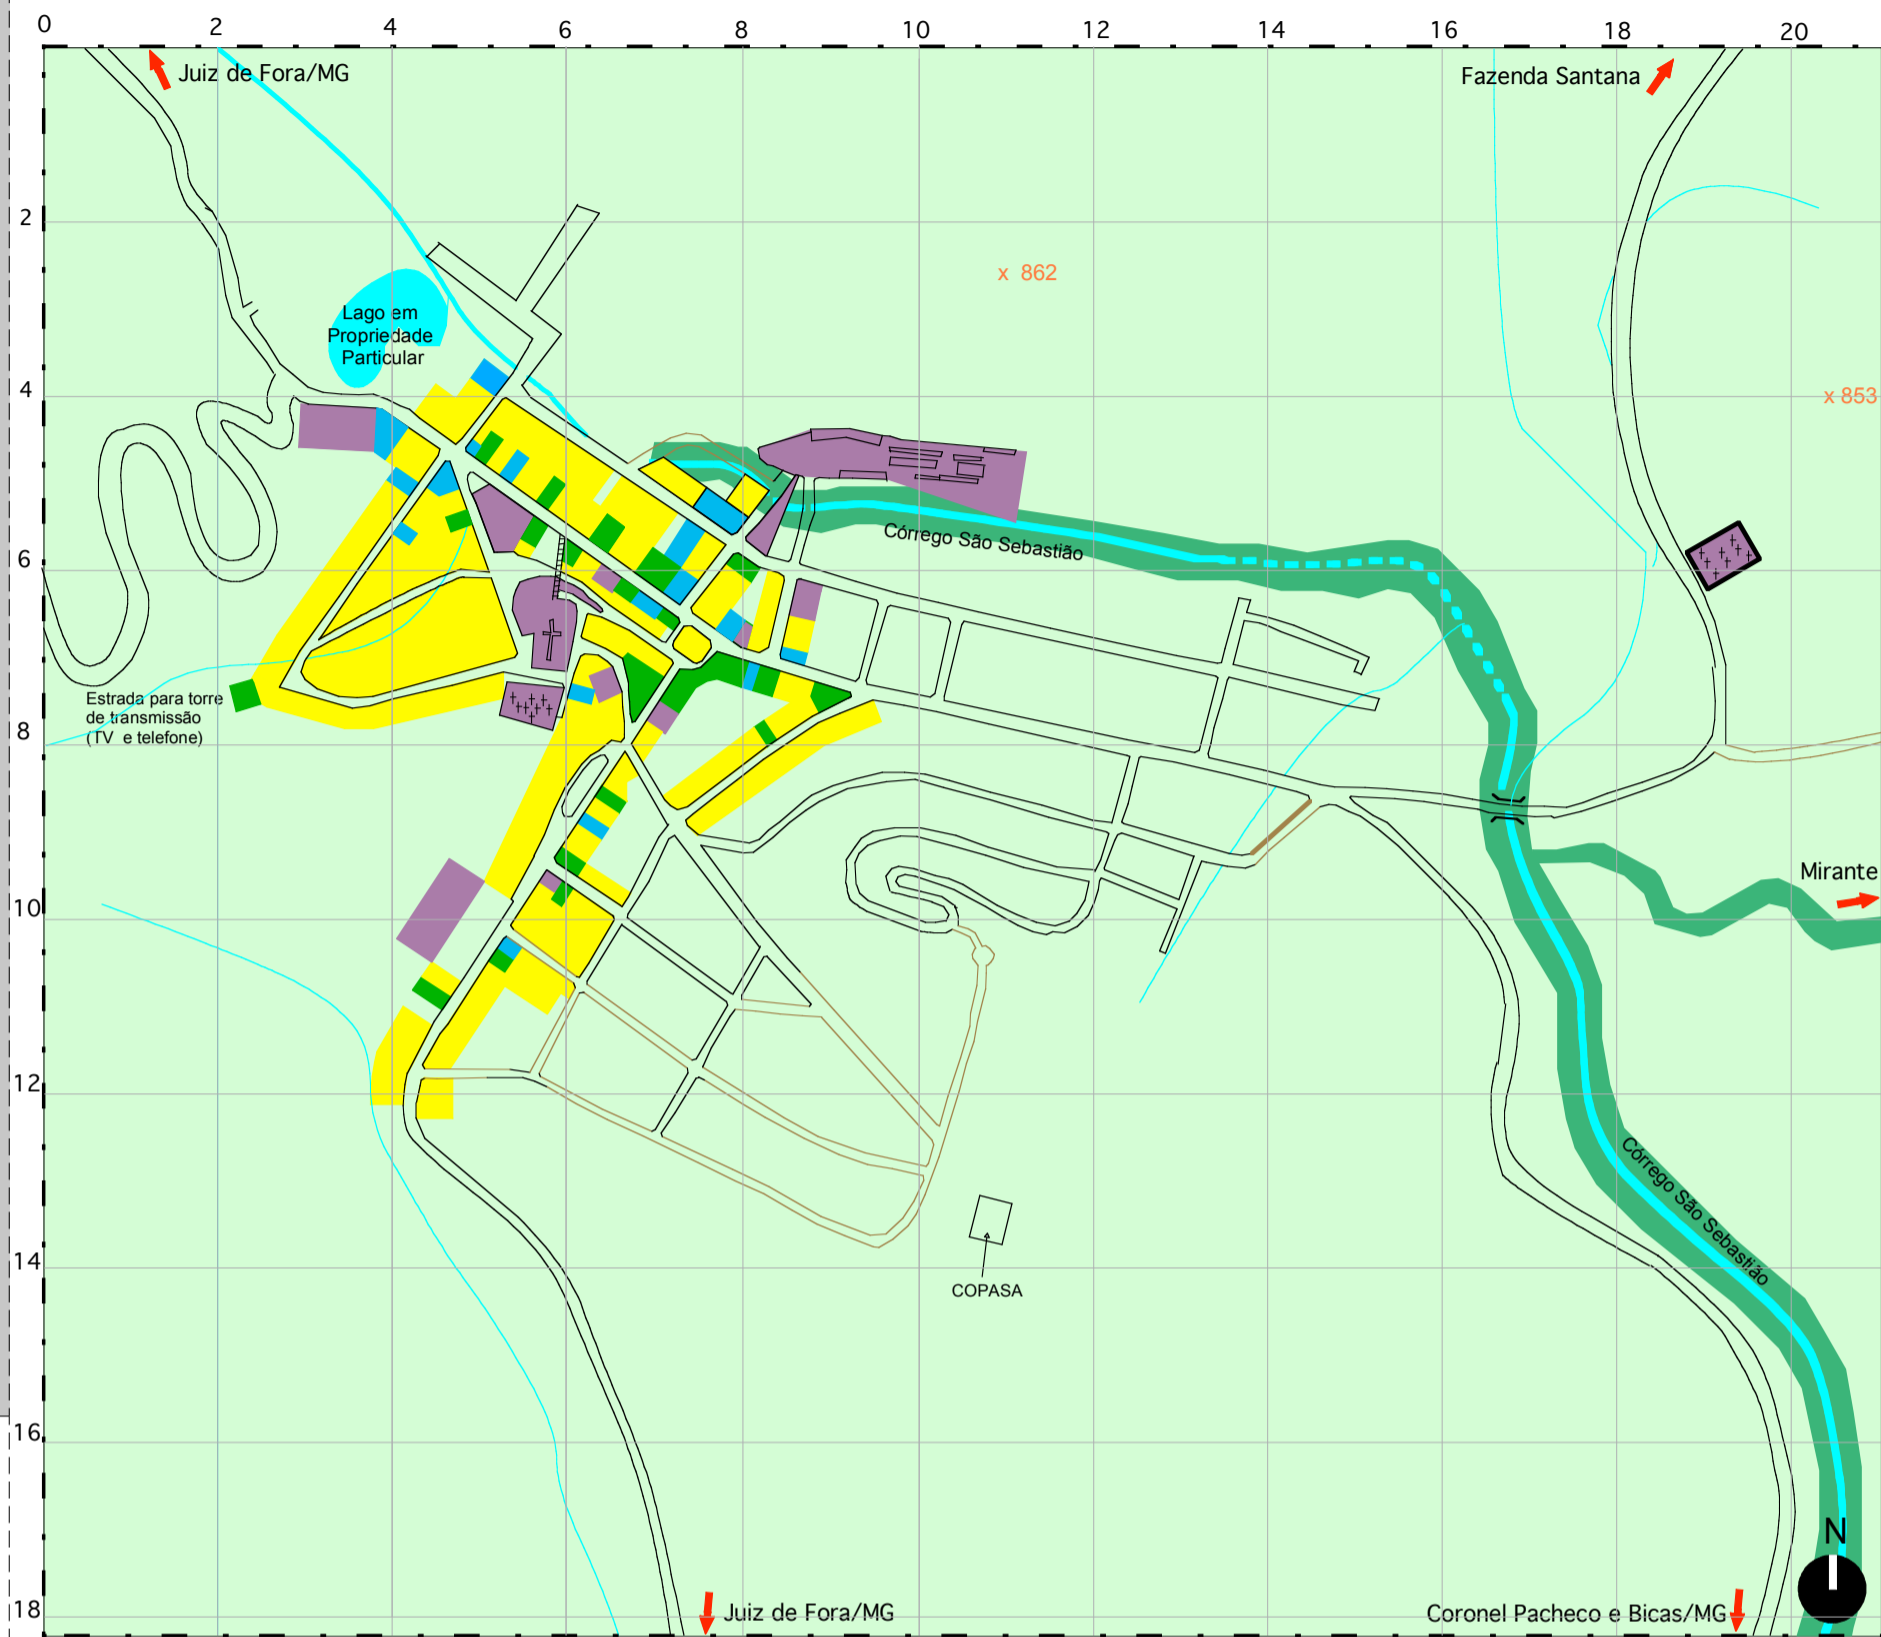 0 2 4 6 8 10 12 14 16 18 20
Juiz de Fora/MG
Fazenda Santana
2
x 862
Lago em
Propriedade
Particular
4
x 853
Córrego São Sebastião
6
Estrada para torre
de transmissão
(TV e telefone)
8
Mirante
10
12
Córrego São Sebastião
14
COPASA
16
N
18
Juiz de Fora/MG
Coronel Pacheco e Bicas/MG